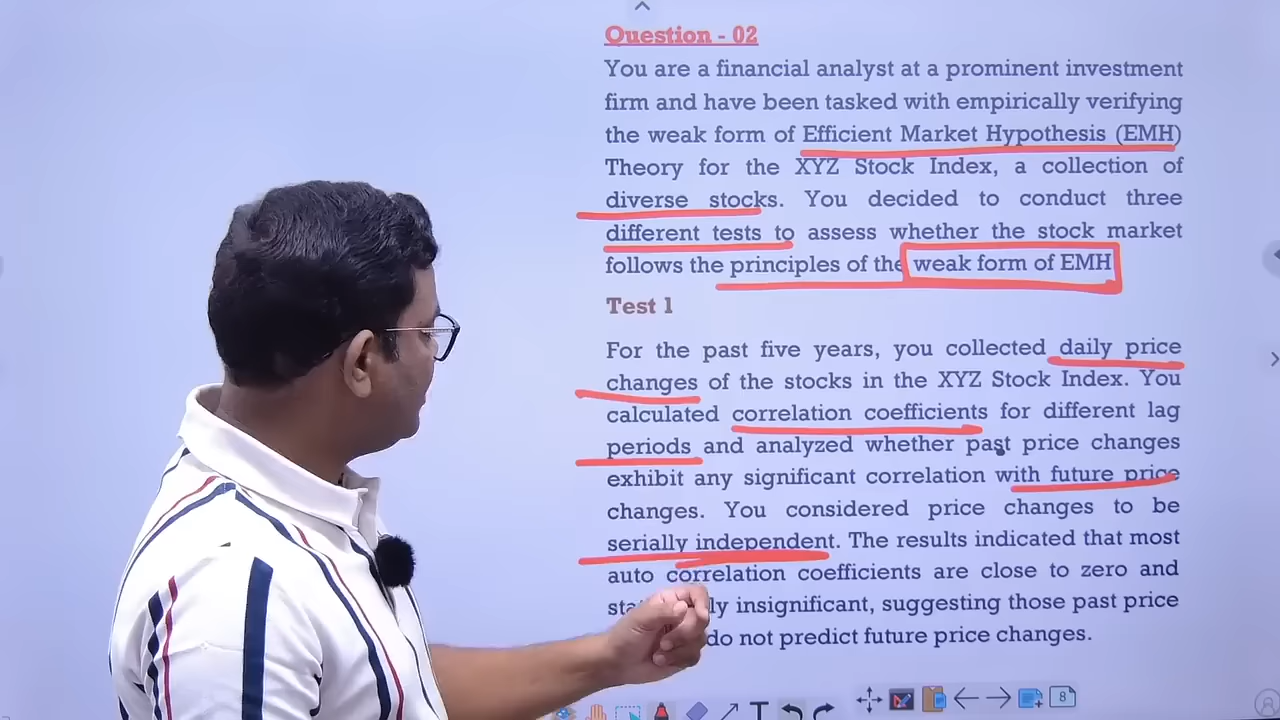 Question - 02
You are a financial analyst at a prominent investment
firm and have been tasked with empirically verifying
the weak form of Efficient Market Hypothesis (EMH)
Theory for the XYZ Stock Index, a collection of
diverse stocks. You decided to conduct three
different tests to assess whether the stock market
follows the principles of the weak form of EMH
Test 1
For the past five years, you collected daily price
changes of the stocks in the XYZ Stock Index. You
calculated correlation coefficients for different lag
periods and analyzed whether past price changes
exhibit any significant correlation with future price
changes. You considered price changes to be
serially independent. The results indicated that most
auto correlation coefficients are close to zero and
insignificant, suggesting those past price
do not predict future price changes.
T
8